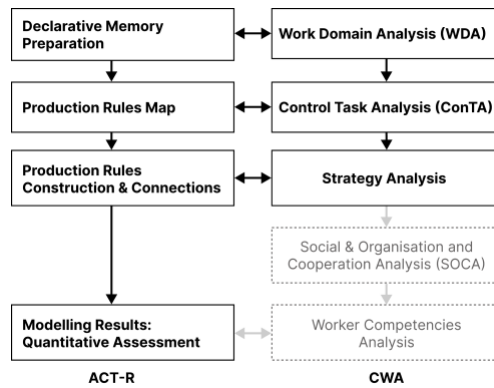 Declarative Memory
Preparation
Work Domain Analysis (WDA)
Production Rules Map
Control Task Analysis (ConTA)
Production Rules
Construction & Connections
Strategy Analysis
Social & Organisation and
Cooperation Analysis (SOCA)
Modelling Results:
Quantitative Assessment
Worker Competencies
Analysis
ACT-R
CWA